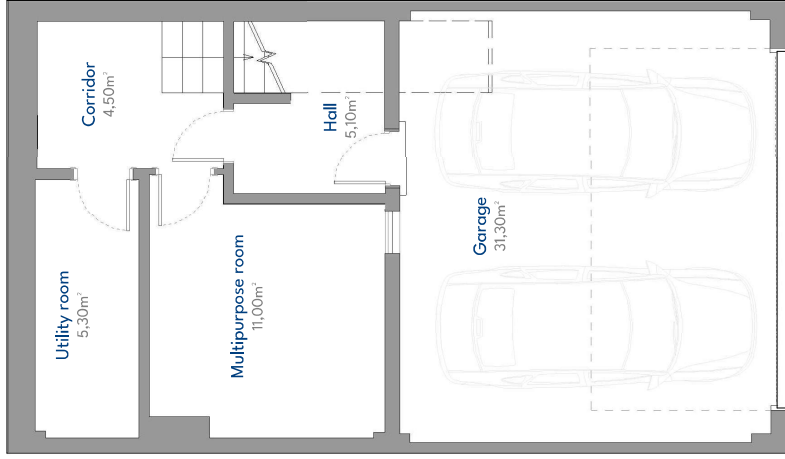 Corridor
4,50m²
Hall
5,10m²
Garage
31,30m²
Utility room
5,30m²
Multipurpose room
11,00m²